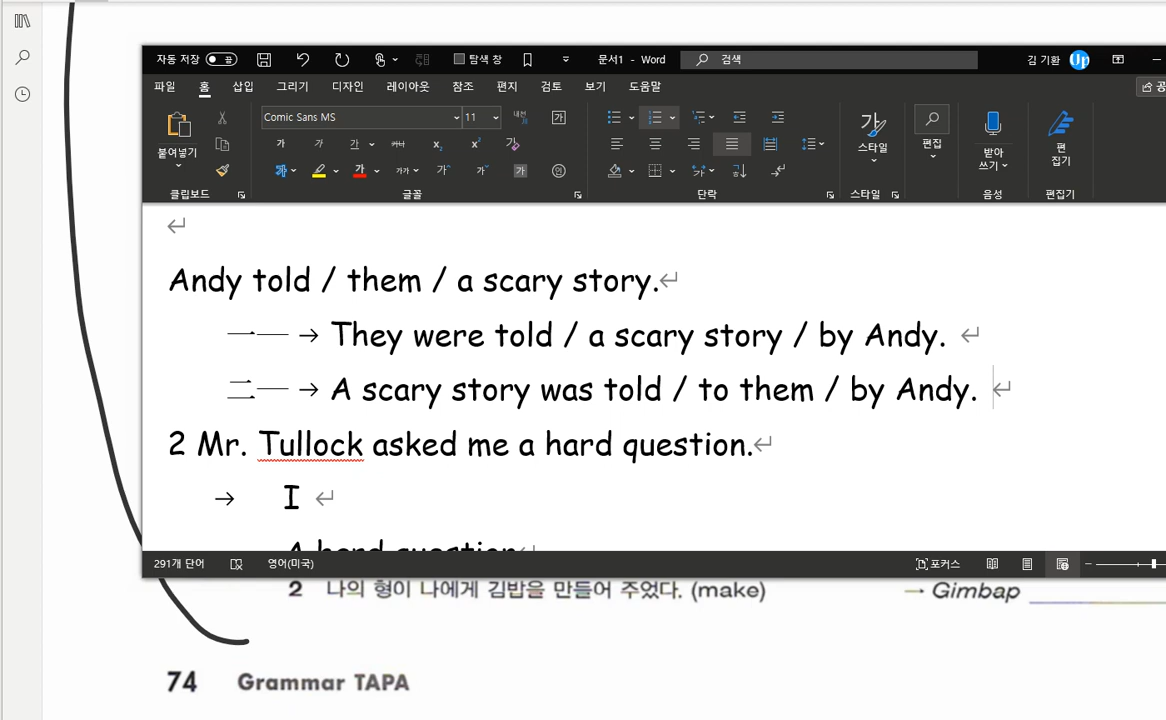 자동 저장 끔 탐색 창 문서1 - Word 검색 김 기환 Up
파일 홈 삽입 그리기 디자인 레이아웃 참조 편지 검토 보기 도움말
Comic Sans MS 11
붙여넣기 스타일 편집 받아쓰기 편집기
클립보드 글꼴 단락 스타일 음성 편집기
Andy told / them / a scary story.
一 → They were told / a scary story / by Andy.
二 → A scary story was told / to them / by Andy.
2 Mr. Tullock asked me a hard question.
→ I
A hard question
291개 단어 영어(미국) 포커스
2 나의 형이 나에게 김밥을 만들어 주었다. (make) → Gimbap
74 Grammar TAPA